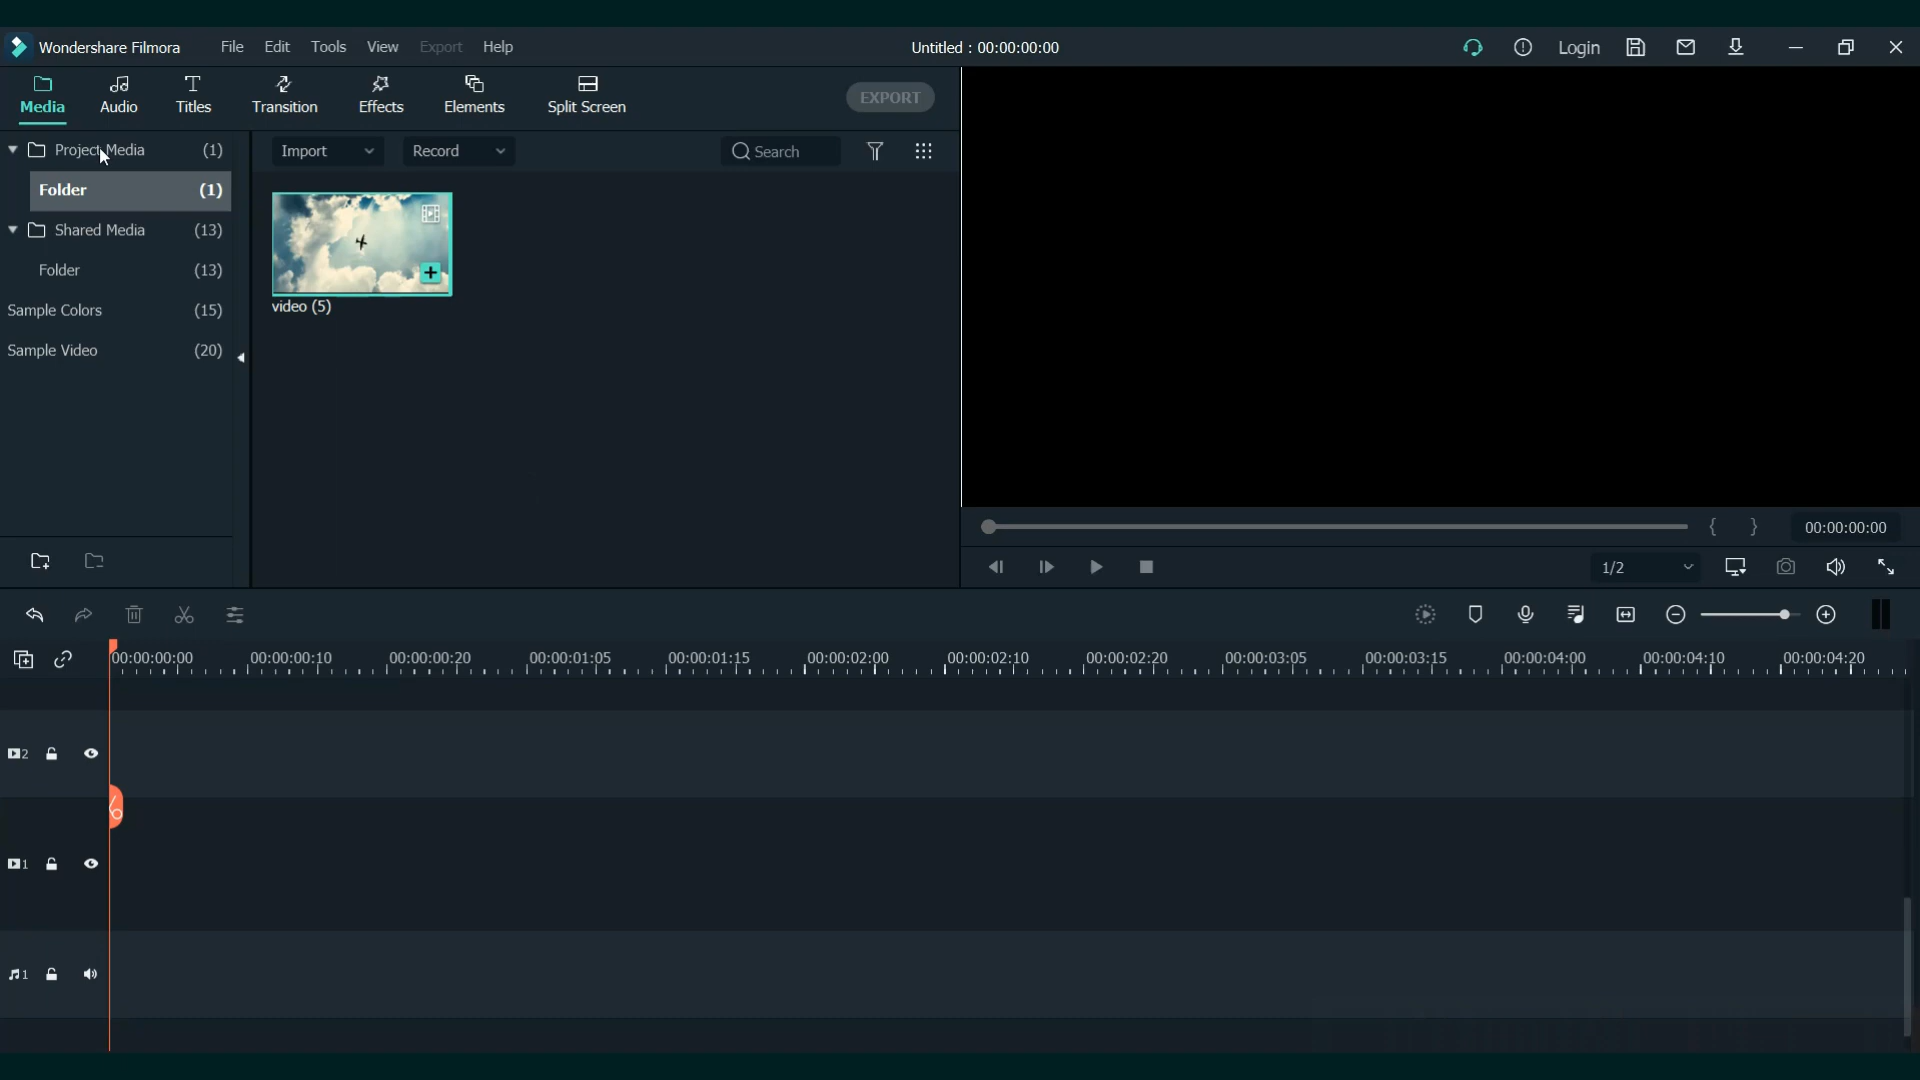 Wondershare Filmora File Edit Tools View Export Help Untitled : 00:00:00:00 Login
Media Audio Titles Transition Effects Elements Split Screen EXPORT
Project Media (1) Import Record Search
Folder (1)
Shared Media (13)
Folder (13)
Sample Colors (15)
video (5)
Sample Video (20)
{ } 00:00:00:00
1/2
00:00:00:00 00:00:00:10 00:00:00:20 00:00:01:05 00:00:01:15 00:00:02:00 00:00:02:10 00:00:02:20 00:00:03:05 00:00:03:15 00:00:04:00 00:00:04:10 00:00:04:20
2
1
1